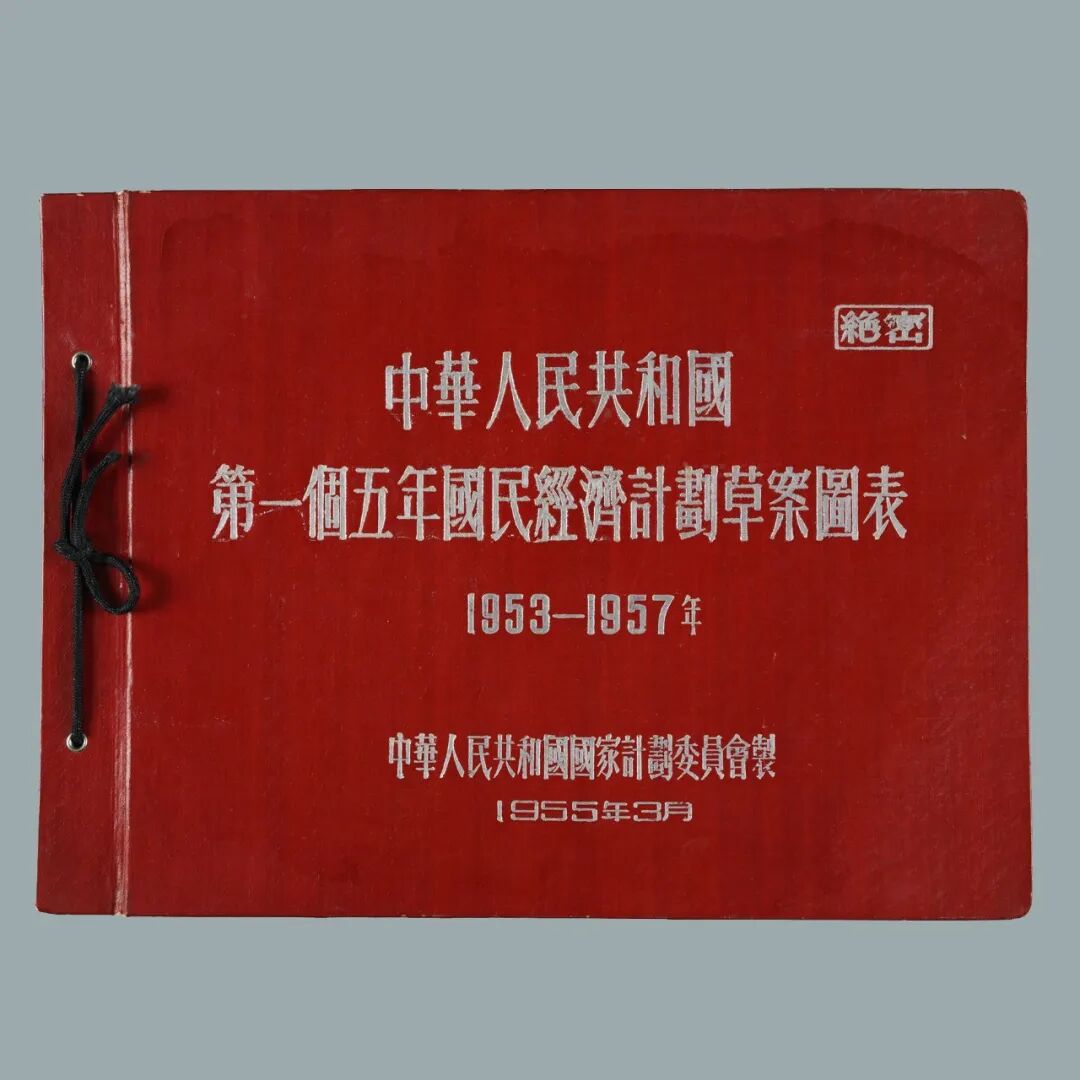 絶密
中華人民共和國
第一個五年國民經濟計劃草案圖表
1953—1957年
中華人民共和國國家計劃委員會製
1955年3月